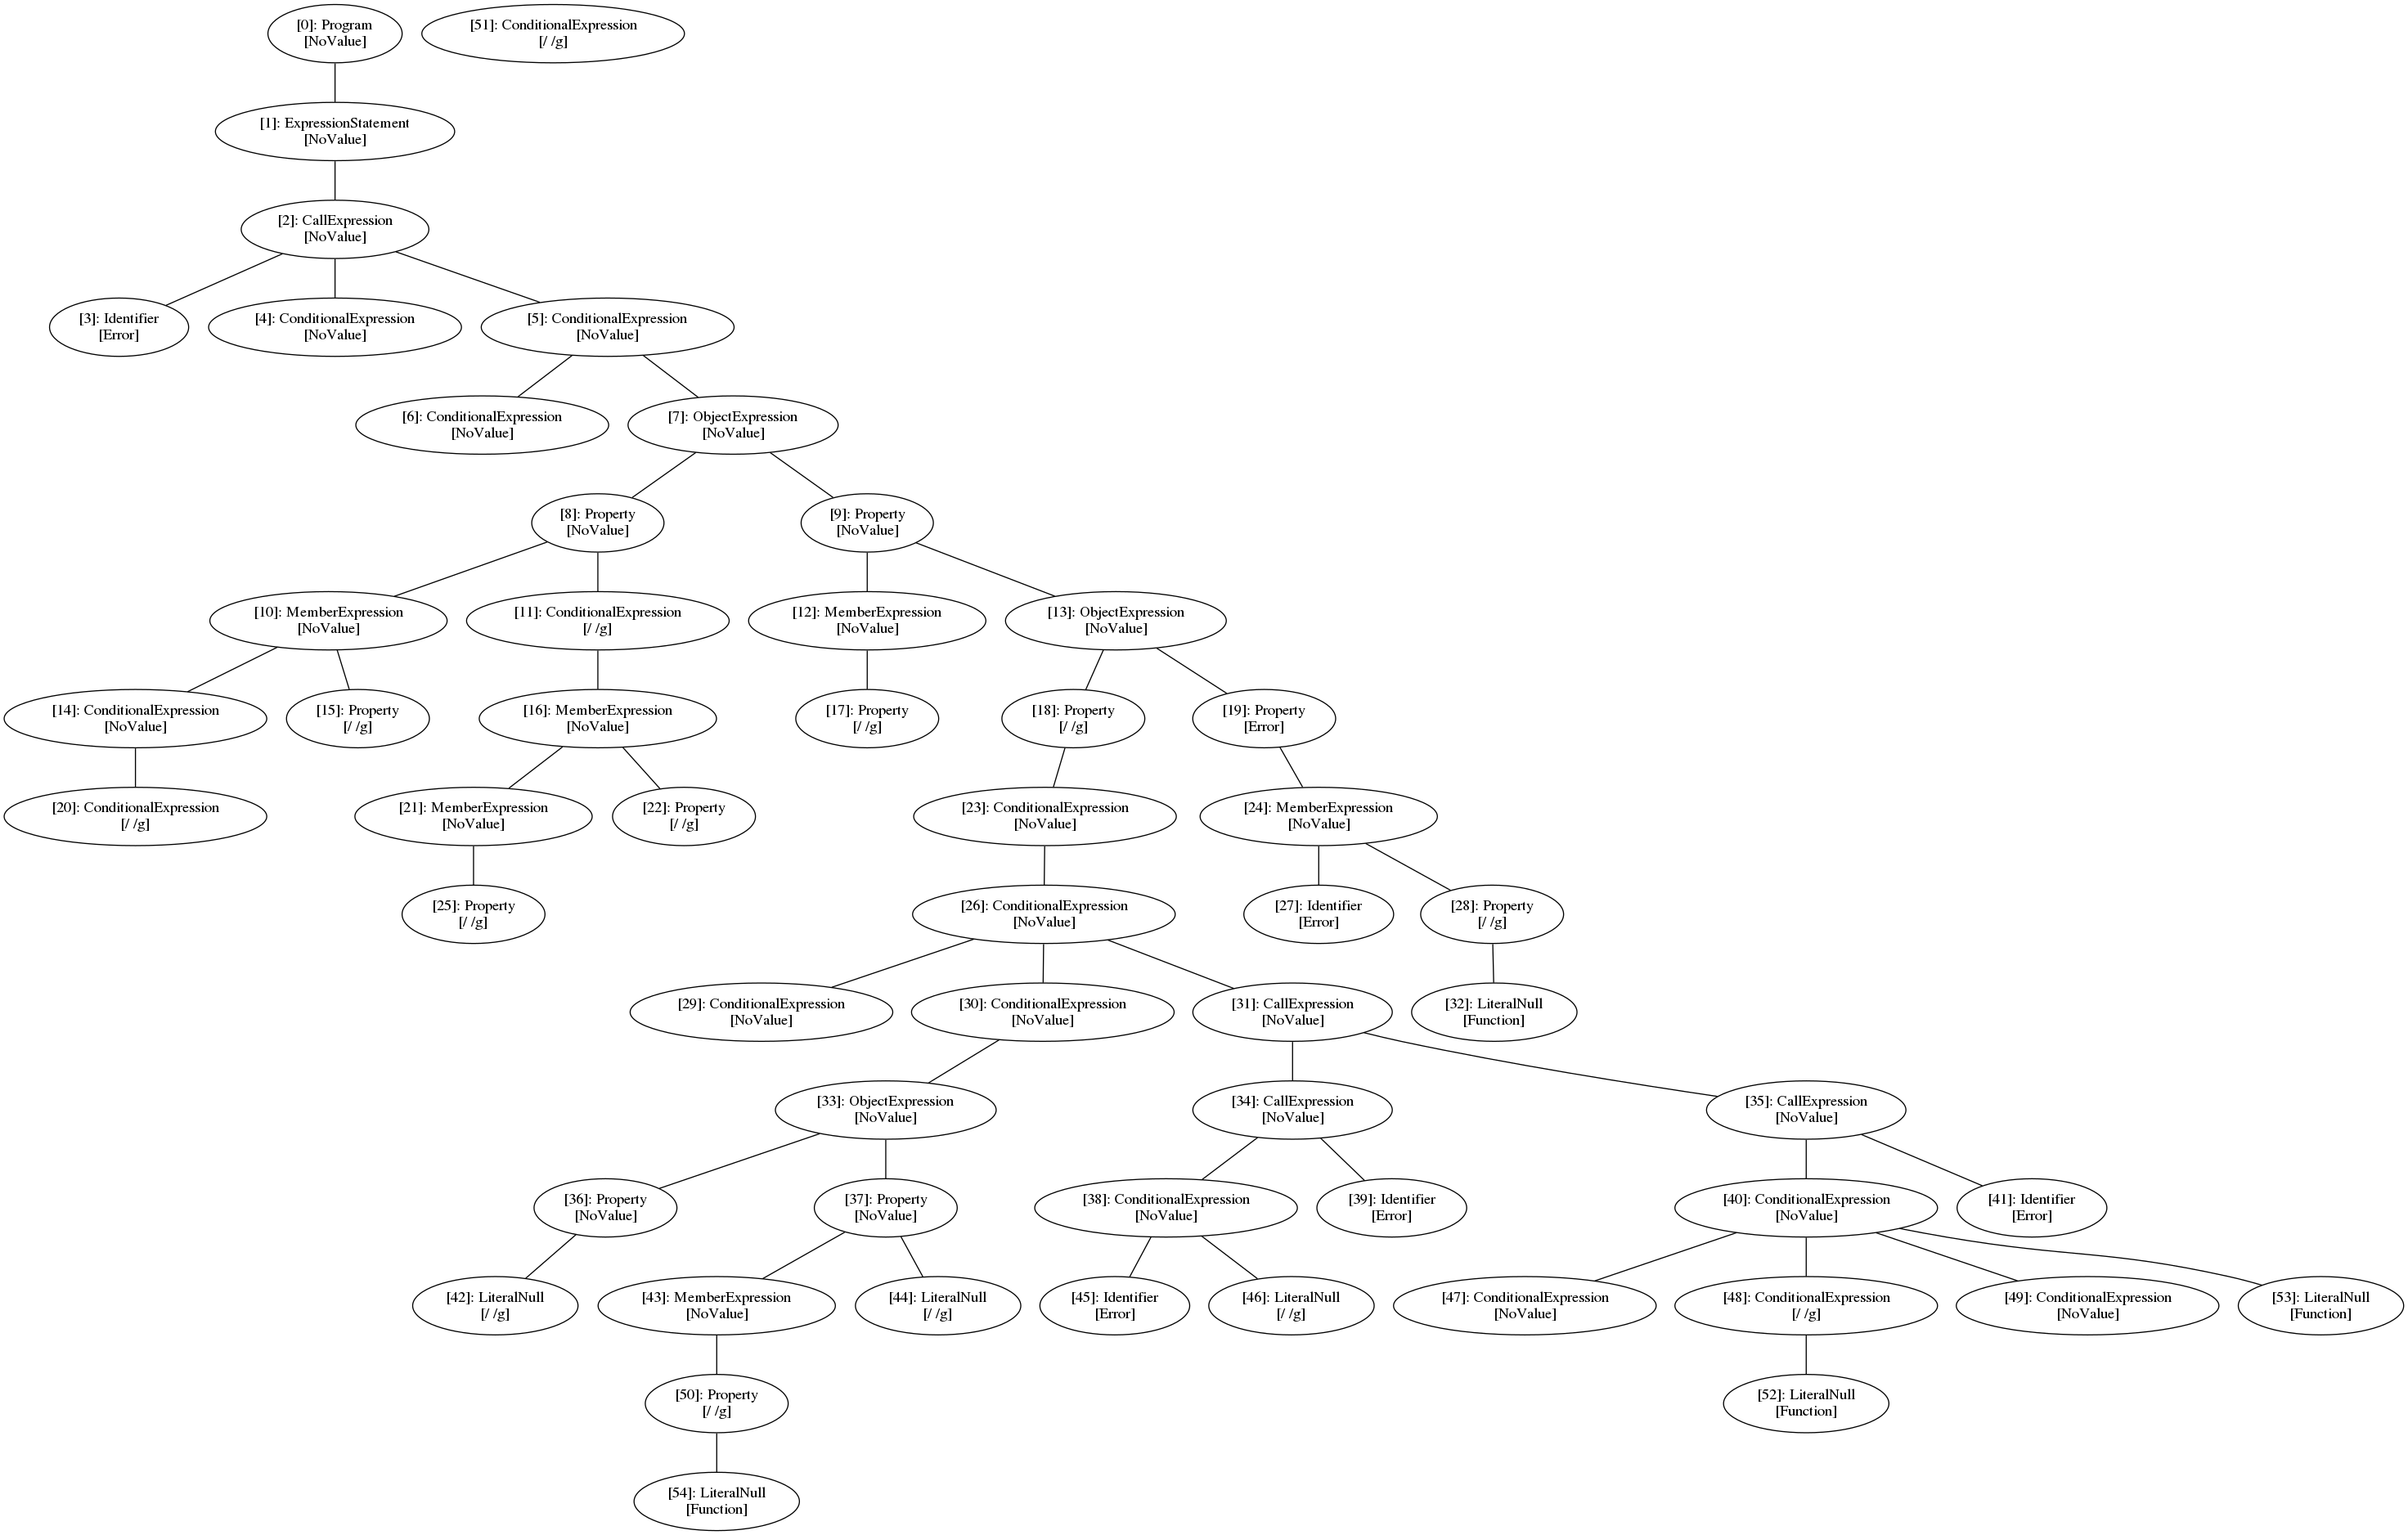 [0]: Program
[NoValue]
[51]: ConditionalExpression
[/ /g]
[1]: ExpressionStatement
[NoValue]
[2]: CallExpression
[NoValue]
[3]: Identifier
[Error]
[4]: ConditionalExpression
[NoValue]
[5]: ConditionalExpression
[NoValue]
[6]: ConditionalExpression
[NoValue]
[7]: ObjectExpression
[NoValue]
[8]: Property
[NoValue]
[9]: Property
[NoValue]
[10]: MemberExpression
[NoValue]
[11]: ConditionalExpression
[/ /g]
[12]: MemberExpression
[NoValue]
[13]: ObjectExpression
[NoValue]
[14]: ConditionalExpression
[NoValue]
[15]: Property
[/ /g]
[16]: MemberExpression
[NoValue]
[17]: Property
[/ /g]
[18]: Property
[/ /g]
[19]: Property
[Error]
[20]: ConditionalExpression
[/ /g]
[21]: MemberExpression
[NoValue]
[22]: Property
[/ /g]
[23]: ConditionalExpression
[NoValue]
[24]: MemberExpression
[NoValue]
[25]: Property
[/ /g]
[26]: ConditionalExpression
[NoValue]
[27]: Identifier
[Error]
[28]: Property
[/ /g]
[29]: ConditionalExpression
[NoValue]
[30]: ConditionalExpression
[NoValue]
[31]: CallExpression
[NoValue]
[32]: LiteralNull
[Function]
[33]: ObjectExpression
[NoValue]
[34]: CallExpression
[NoValue]
[35]: CallExpression
[NoValue]
[36]: Property
[NoValue]
[37]: Property
[NoValue]
[38]: ConditionalExpression
[NoValue]
[39]: Identifier
[Error]
[40]: ConditionalExpression
[NoValue]
[41]: Identifier
[Error]
[42]: LiteralNull
[/ /g]
[43]: MemberExpression
[NoValue]
[44]: LiteralNull
[/ /g]
[45]: Identifier
[Error]
[46]: LiteralNull
[/ /g]
[47]: ConditionalExpression
[NoValue]
[48]: ConditionalExpression
[/ /g]
[49]: ConditionalExpression
[NoValue]
[53]: LiteralNull
[Function]
[50]: Property
[/ /g]
[52]: LiteralNull
[Function]
[54]: LiteralNull
[Function]